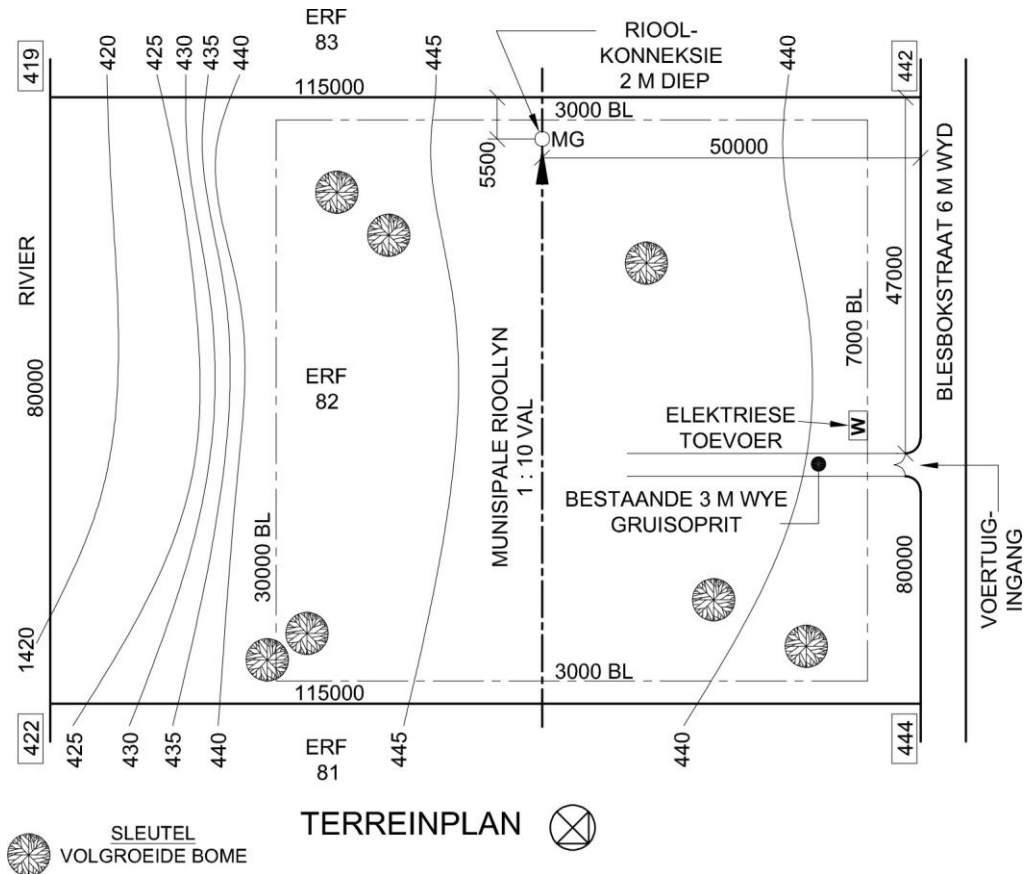 ERF
83
RIOOL-
KONNEKSIE
2 M DIEP
419
420
425
430
435
440
445
440
442
115000
3000 BL
MG
5500
50000
RIVIER
80000
47000
7000 BL
BLESBOKSTRAAT 6 M WYD
ERF
82
MUNISIPALE RIOOLLYN
1 : 10 VAL
ELEKTRIESE
TOEVOER
W
BESTAANDE 3 M WYE
GRUISOPRIT
30000 BL
80000
VOERTUIG-
INGANG
1420
3000 BL
115000
422
425
430
435
440
445
440
444
ERF
81
TERREINPLAN
SLEUTEL
VOLGROEIDE BOME